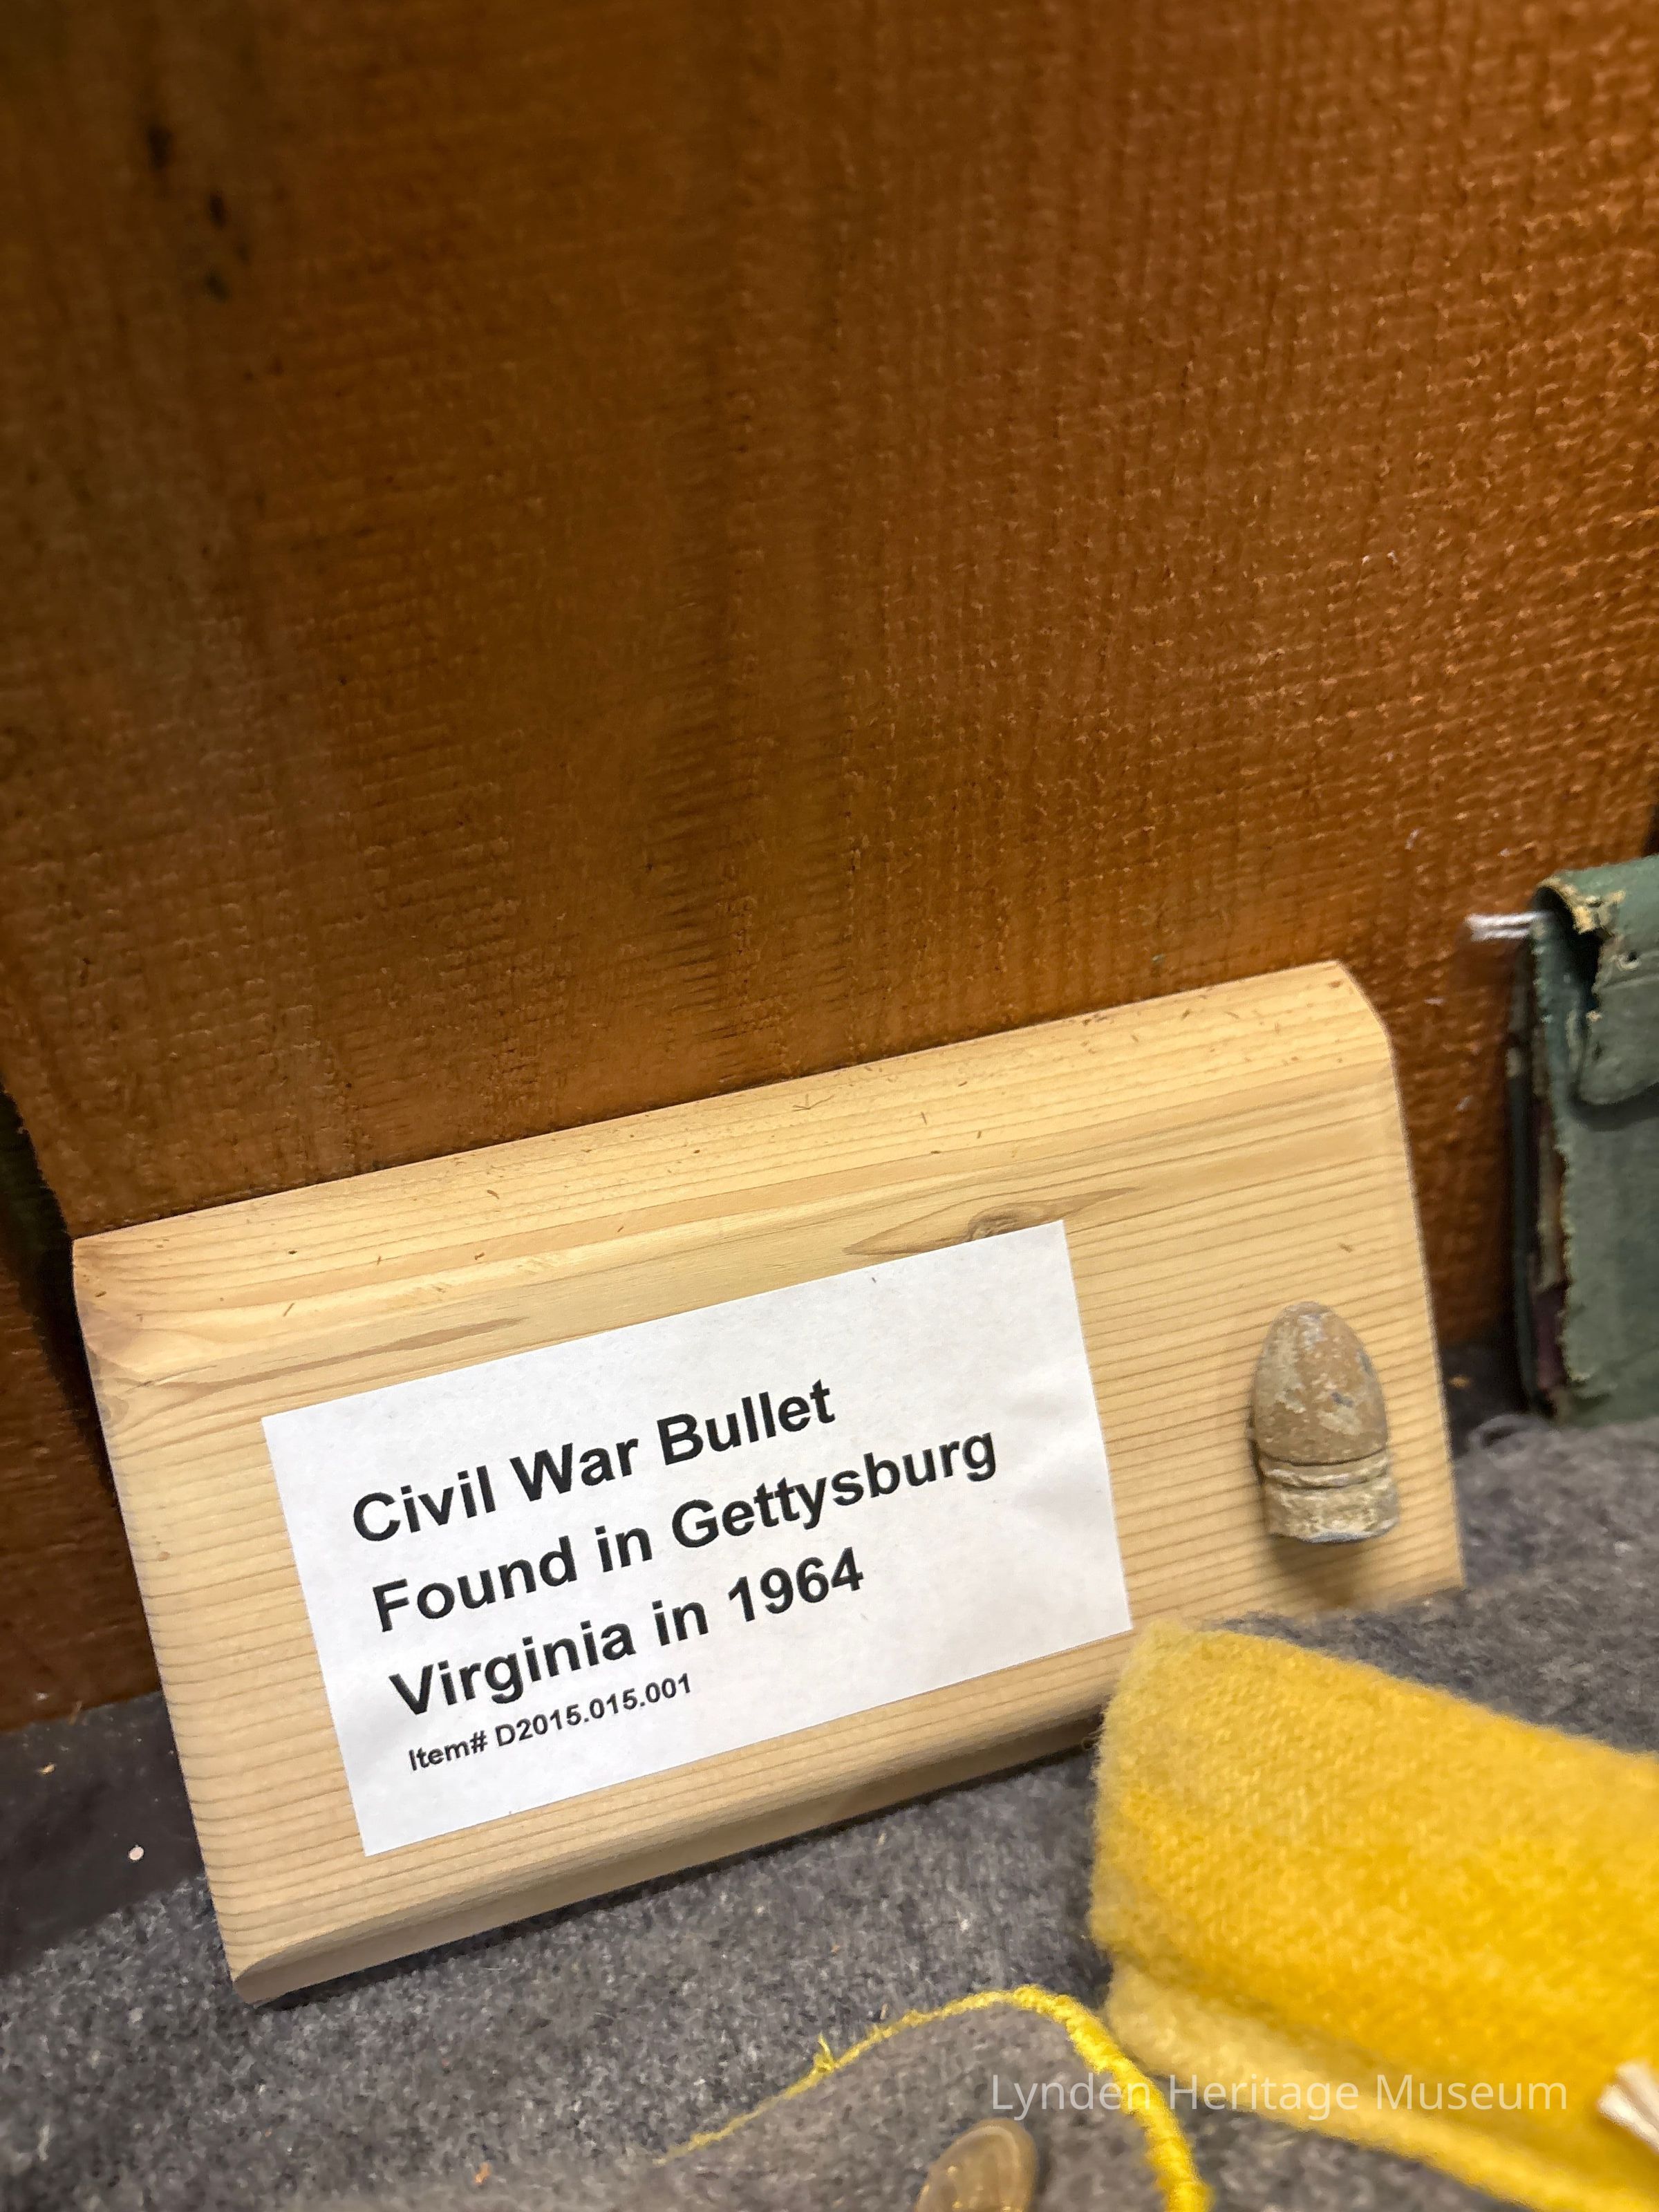 Civil War Bullet
Found in Gettysburg
Virginia in 1964
Item# D2015.015.001
Lynden Heritage Museum